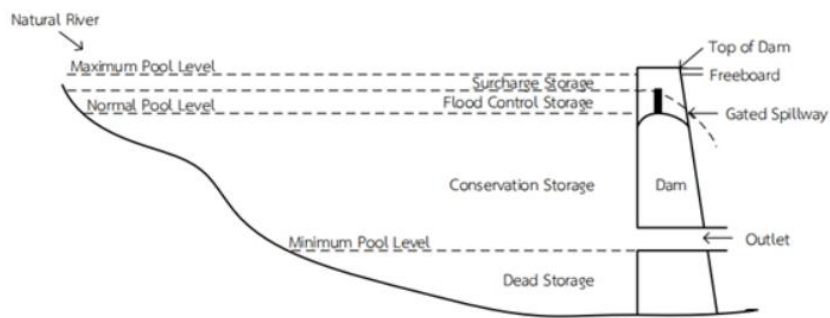 Natural River
Top of Dam
Maximum Pool Level
Freeboard
Surcharge Storage
Normal Pool Level
Flood Control Storage
Gated Spillway
Conservation Storage
Dam
Minimum Pool Level
Outlet
Dead Storage